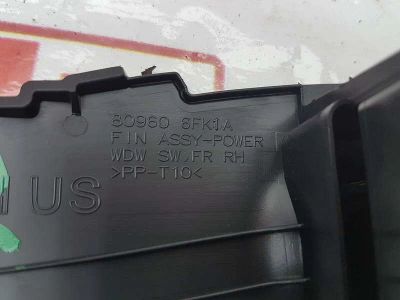 80960 6FK1A
FIN ASSY-POWER
WDW SW.FR RH
>PP-T10<
US